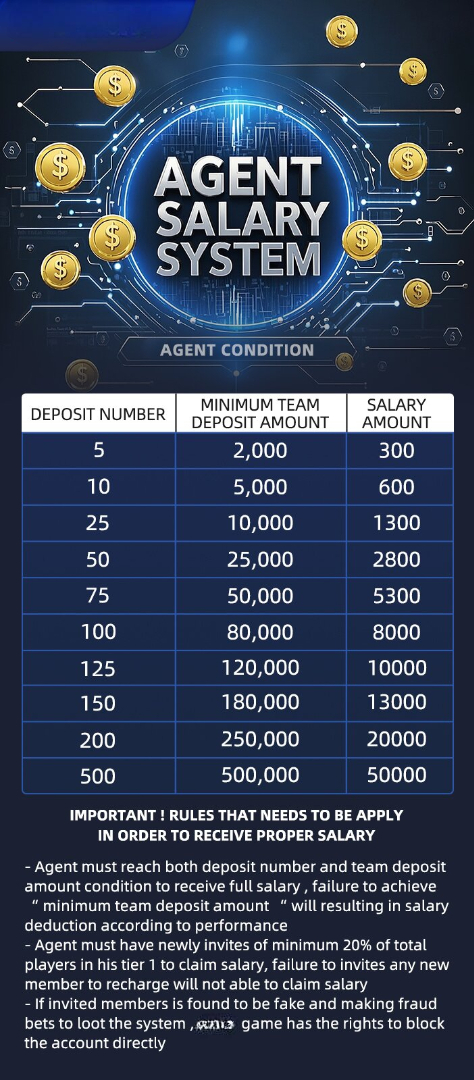 AGENT
SALARY
SYSTEM
AGENT CONDITION
DEPOSIT NUMBER MINIMUM TEAM DEPOSIT AMOUNT SALARY AMOUNT
5 2,000 300
10 5,000 600
25 10,000 1300
50 25,000 2800
75 50,000 5300
100 80,000 8000
125 120,000 10000
150 180,000 13000
200 250,000 20000
500 500,000 50000
IMPORTANT ! RULES THAT NEEDS TO BE APPLY
IN ORDER TO RECEIVE PROPER SALARY
- Agent must reach both deposit number and team deposit
amount condition to receive full salary , failure to achieve
“ minimum team deposit amount “ will resulting in salary
deduction according to performance
- Agent must have newly invites of minimum 20% of total
players in his tier 1 to claim salary, failure to invites any new
member to recharge will not able to claim salary
- If invited members is found to be fake and making fraud
bets to loot the system , game has the rights to block
the account directly